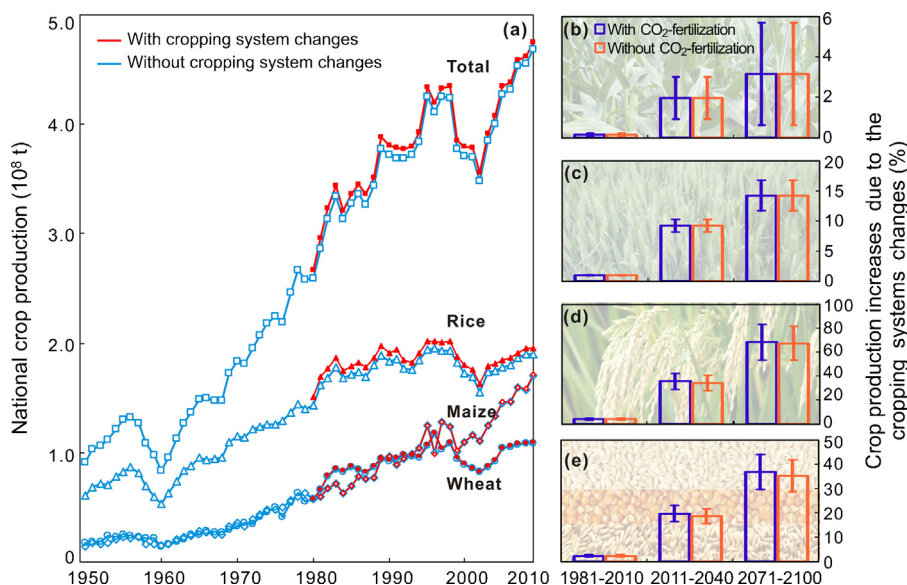 5.0
4.0
3.0
2.0
1.0
0
National crop production (10⁸ t)
With cropping system changes
Without cropping system changes
(a)
Total
Rice
Maize
Wheat
1950 1960 1970 1980 1990 2000 2010
(b)
With CO₂-fertilization
Without CO₂-fertilization
6
4
2
0
(c)
20
15
10
5
0
(d)
100
80
60
40
20
0
(e)
50
40
30
20
10
0
1981-2010 2011-2040 2071-2100
Crop production increases due to the
cropping systems changes (%)